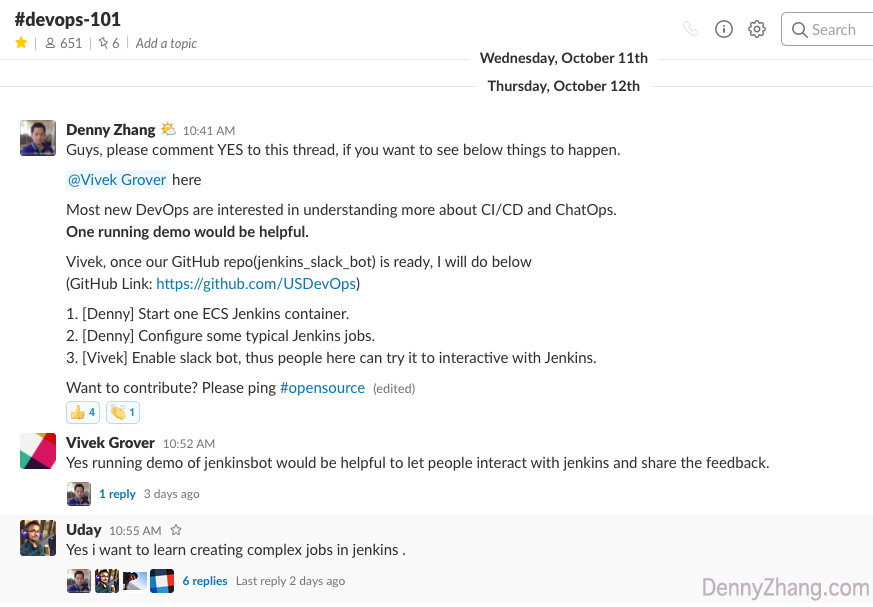 #devops-101
651 | 6 | Add a topic
Search
Wednesday, October 11th
Thursday, October 12th
Denny Zhang 10:41 AM
Guys, please comment YES to this thread, if you want to see below things to happen.
@Vivek Grover here
Most new DevOps are interested in understanding more about CI/CD and ChatOps.
One running demo would be helpful.
Vivek, once our GitHub repo(jenkins_slack_bot) is ready, I will do below
(GitHub Link: https://github.com/USDevOps)
1. [Denny] Start one ECS Jenkins container.
2. [Denny] Configure some typical Jenkins jobs.
3. [Vivek] Enable slack bot, thus people here can try it to interactive with Jenkins.
Want to contribute? Please ping #opensource (edited)
4 1
Vivek Grover 10:52 AM
Yes running demo of jenkinsbot would be helpful to let people interact with jenkins and share the feedback.
1 reply 3 days ago
Uday 10:55 AM
Yes i want to learn creating complex jobs in jenkins .
6 replies Last reply 2 days ago
DennyZhang.com